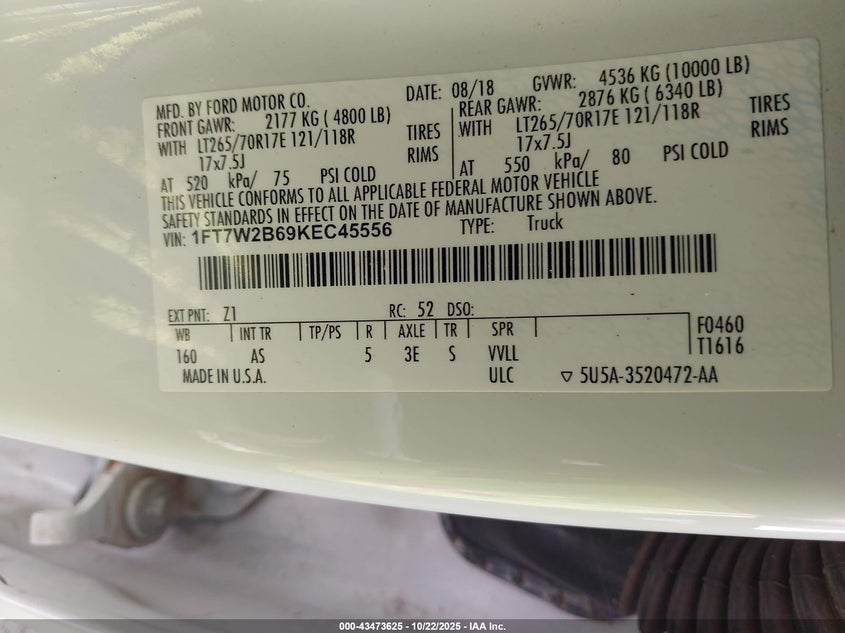 MFD. BY FORD MOTOR CO. DATE: 08/18 GVWR: 4536 KG (10000 LB)
FRONT GAWR: 2177 KG ( 4800 LB) REAR GAWR: 2876 KG ( 6340 LB)
WITH LT265/70R17E 121/118R TIRES WITH LT265/70R17E 121/118R TIRES
17x7.5J RIMS 17x7.5J RIMS
AT 520 kPa/ 75 PSI COLD AT 550 kPa/ 80 PSI COLD
THIS VEHICLE CONFORMS TO ALL APPLICABLE FEDERAL MOTOR VEHICLE
SAFETY STANDARDS IN EFFECT ON THE DATE OF MANUFACTURE SHOWN ABOVE.
VIN: 1FT7W2B69KEC45556 TYPE: Truck
EXT PNT: Z1 RC: 52 DSO:
WB INT TR TP/PS R AXLE TR SPR F0460
160 AS 5 3E S VVLL T1616
MADE IN U.S.A. ULC ▽ 5U5A-3520472-AA
000-43473625 - 10/22/2025 - IAA Inc.